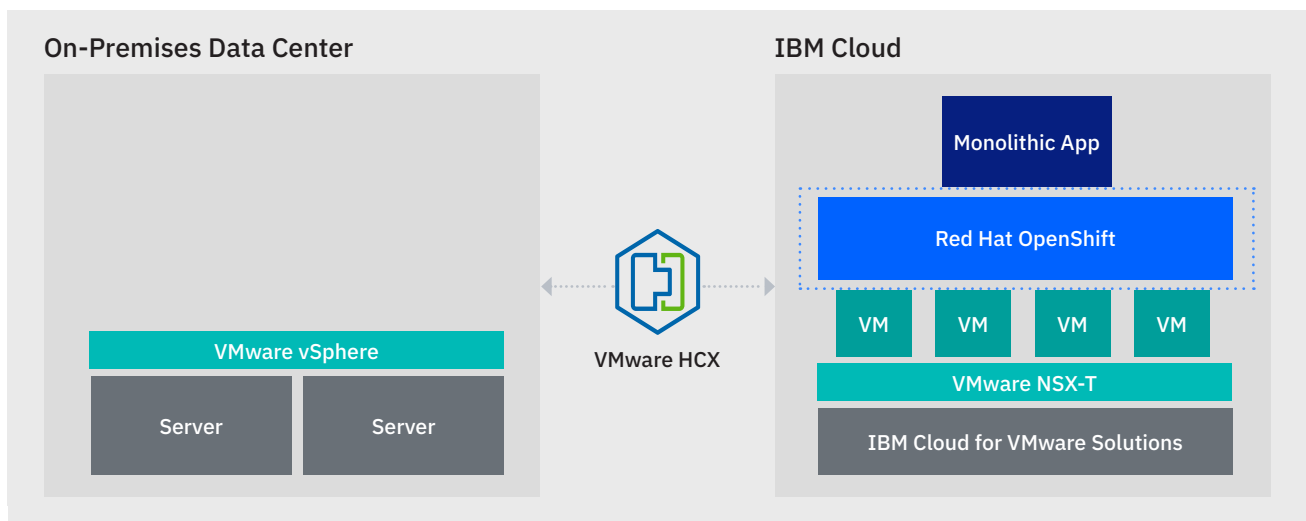 On-Premises Data Center
VMware vSphere
Server
Server
VMware HCX
IBM Cloud
Monolithic App
Red Hat OpenShift
VM
VM
VM
VM
VMware NSX-T
IBM Cloud for VMware Solutions